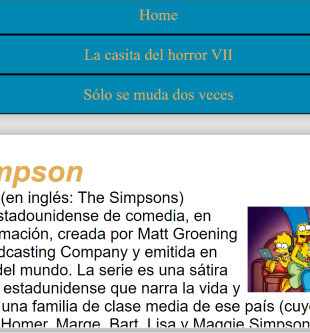 Home
La casita del horror VII
Sólo se muda dos veces
mpson
(en inglés: The Simpsons)
stadounidense de comedia, en
mación, creada por Matt Groening
dcasting Company y emitida en
del mundo. La serie es una sátira
estadunidense que narra la vida y
una familia de clase media de ese país (cuyo
Homer, Marge, Bart, Lisa y Maggie Simpson